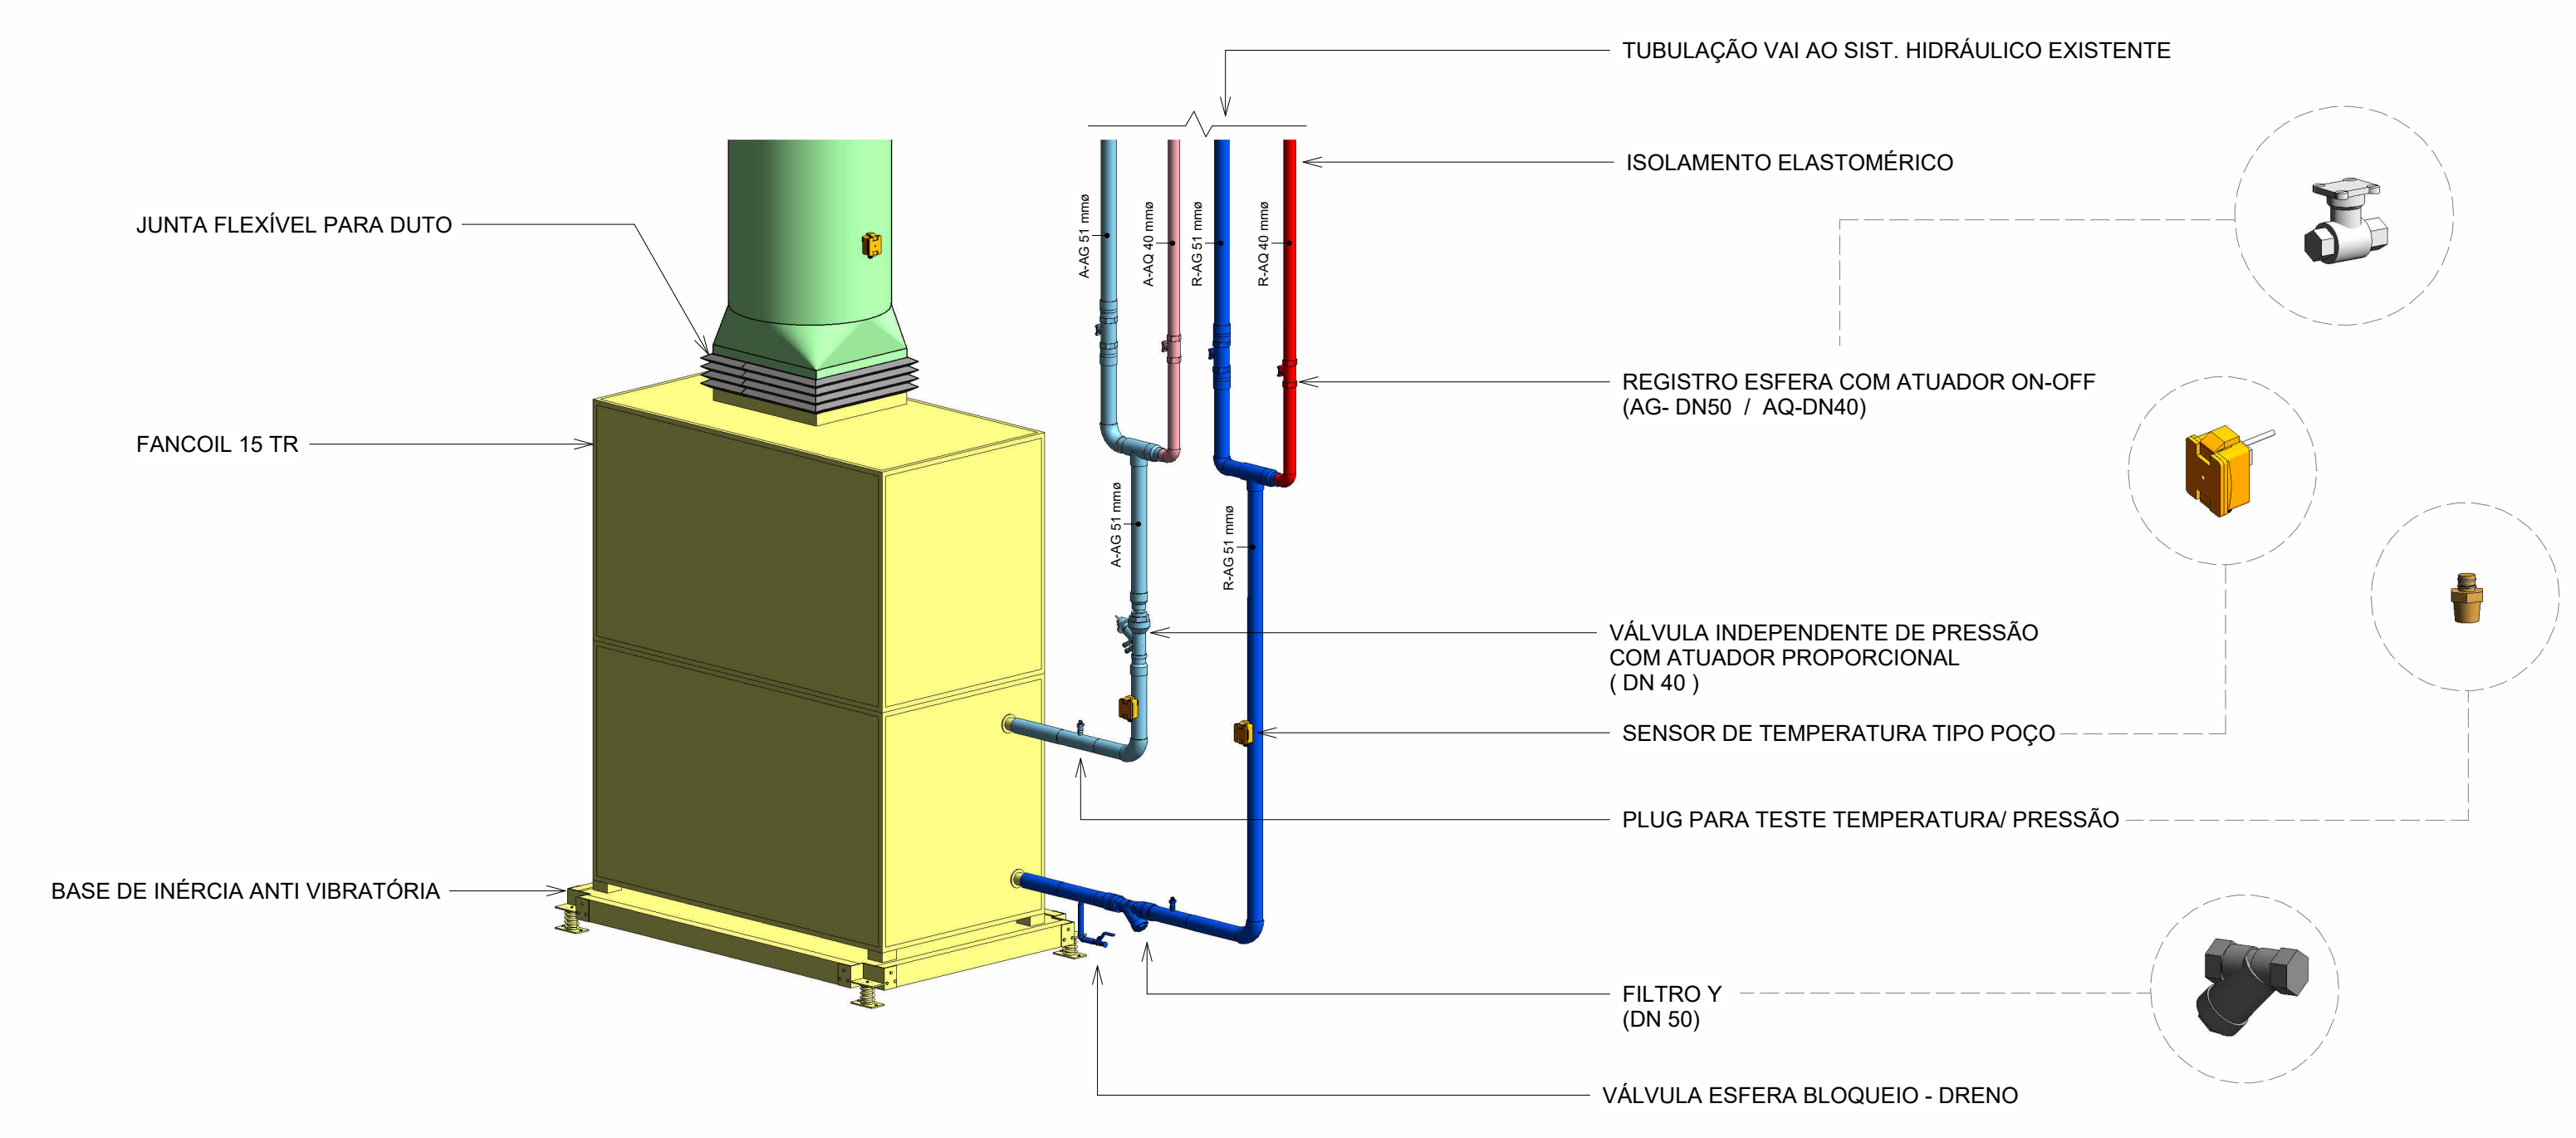 TUBULAÇÃO VAI AO SIST. HIDRÁULICO EXISTENTE
ISOLAMENTO ELASTOMÉRICO
JUNTA FLEXÍVEL PARA DUTO
A-AG 51 mmø
A-AQ 40 mmø
R-AG 51 mmø
R-AQ 40 mmø
REGISTRO ESFERA COM ATUADOR ON-OFF
(AG- DN50 / AQ-DN40)
FANCOIL 15 TR
A-AG 51 mmø
R-AG 51 mmø
VÁLVULA INDEPENDENTE DE PRESSÃO
COM ATUADOR PROPORCIONAL
( DN 40 )
SENSOR DE TEMPERATURA TIPO POÇO
PLUG PARA TESTE TEMPERATURA/ PRESSÃO
BASE DE INÉRCIA ANTI VIBRATÓRIA
FILTRO Y
(DN 50)
VÁLVULA ESFERA BLOQUEIO - DRENO